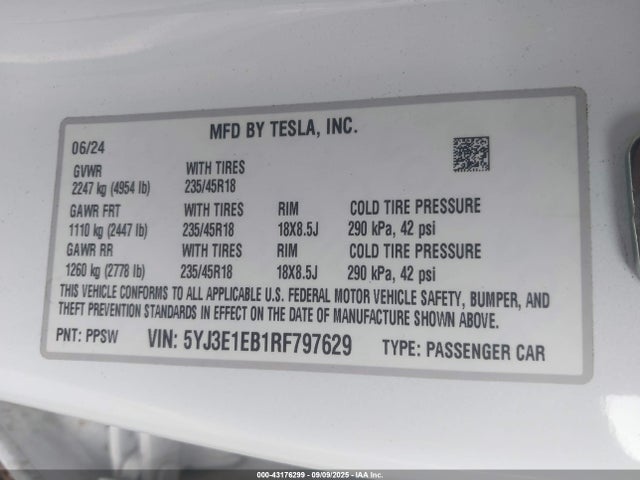 MFD BY TESLA, INC.
06/24
GVWR WITH TIRES
2247 kg (4954 lb) 235/45R18
GAWR FRT WITH TIRES RIM COLD TIRE PRESSURE
1110 kg (2447 lb) 235/45R18 18X8.5J 290 kPa, 42 psi
GAWR RR WITH TIRES RIM COLD TIRE PRESSURE
1260 kg (2778 lb) 235/45R18 18X8.5J 290 kPa, 42 psi
THIS VEHICLE CONFORMS TO ALL APPLICABLE U.S. FEDERAL MOTOR VEHICLE SAFETY, BUMPER, AND
THEFT PREVENTION STANDARDS IN EFFECT ON THE DATE OF MANUFACTURE SHOWN ABOVE.
PNT: PPSW VIN: 5YJ3E1EB1RF797629 TYPE: PASSENGER CAR
000-43176299 - 09/09/2025 - IAA Inc.